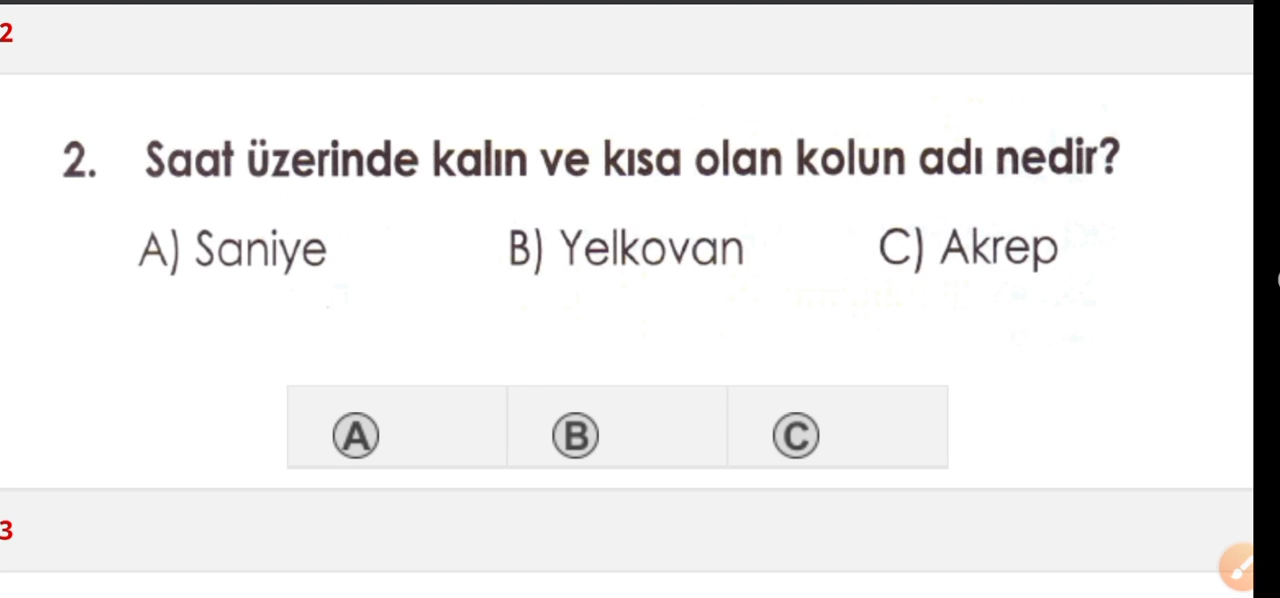 2
2. Saat üzerinde kalın ve kısa olan kolun adı nedir?
A) Saniye B) Yelkovan C) Akrep
A B C
3